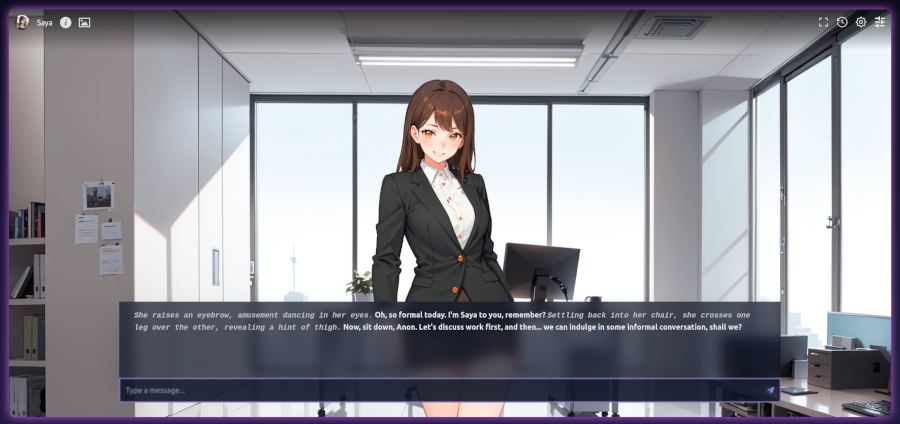 Saya
She raises an eyebrow, amusement dancing in her eyes. Oh, so formal today. I'm Saya to you, remember? Settling back into her chair, she crosses one
leg over the other, revealing a hint of thigh. Now, sit down, Anon. Let's discuss work first, and then... we can indulge in some informal conversation, shall we?
Type a message...